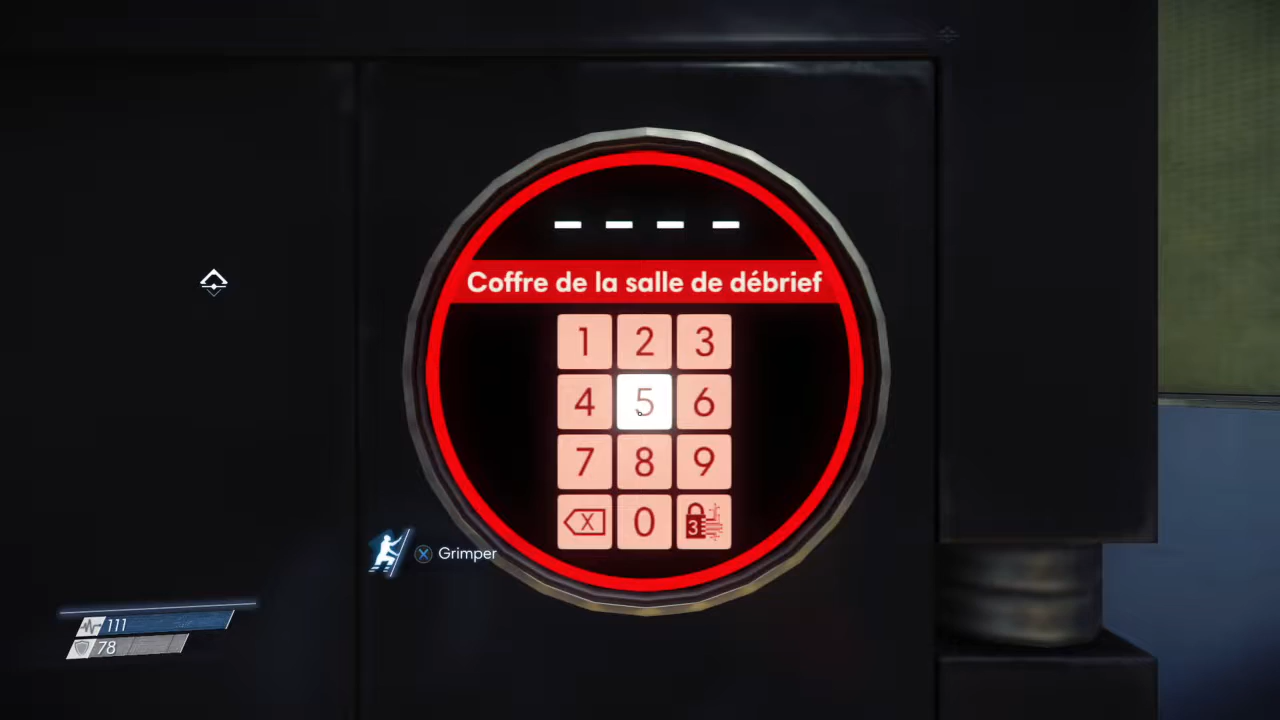 Coffre de la salle de débrief
1 2 3
4 5 6
7 8 9
X 0 3
X Grimper
111
78